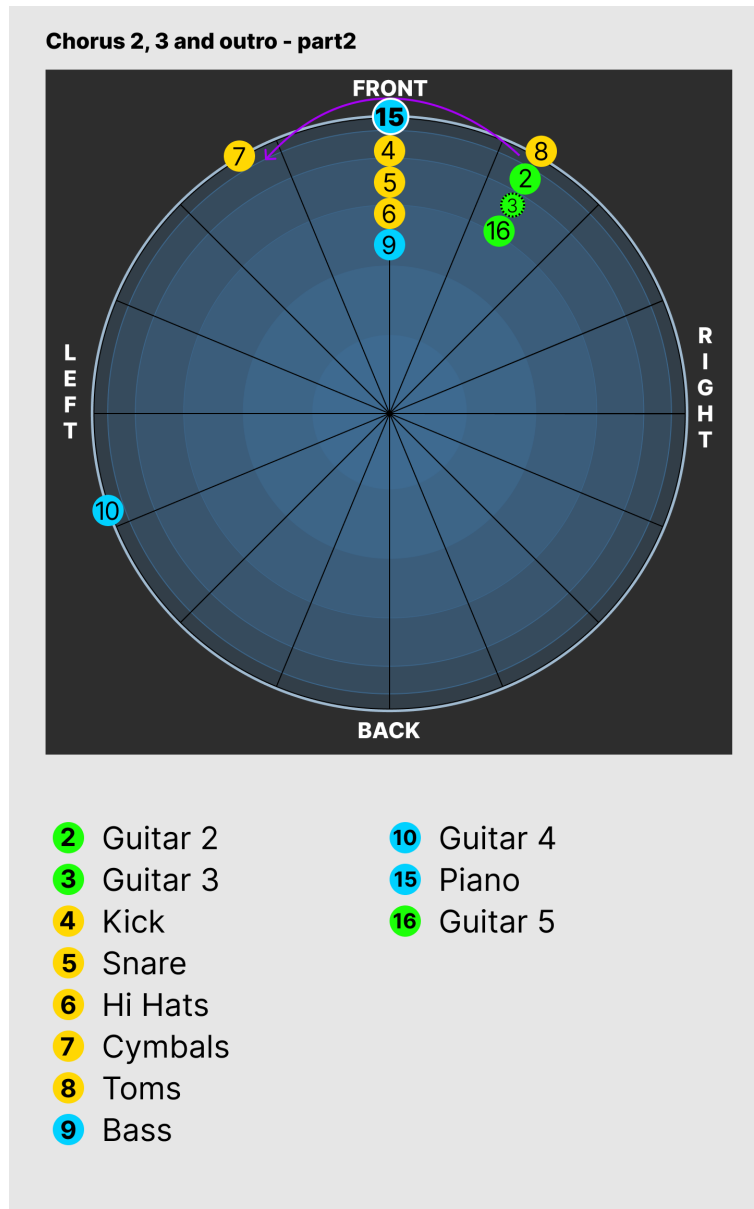 Chorus 2, 3 and outro - part2
FRONT
15
7
4
8
5
2
3
6
16
9
LEFT
RIGHT
10
BACK
2 Guitar 2
3 Guitar 3
4 Kick
5 Snare
6 Hi Hats
7 Cymbals
8 Toms
9 Bass
10 Guitar 4
15 Piano
16 Guitar 5